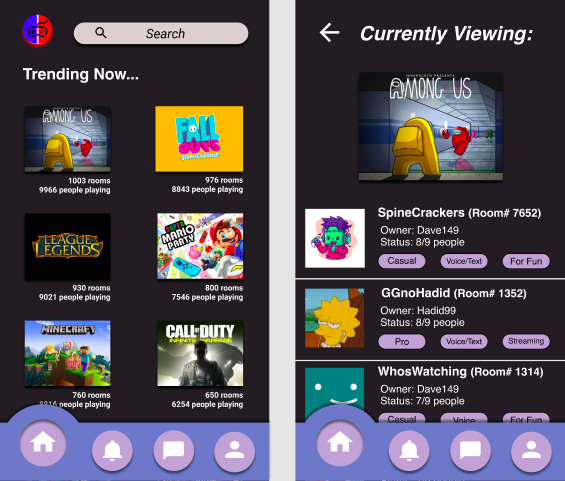 Search
Trending Now...
AMONG US
FALL GUYS
1003 rooms
9966 people playing
976 rooms
8843 people playing
LEAGUE OF LEGENDS
SUPER MARIO PARTY
930 rooms
9021 people playing
800 rooms
7546 people playing
MINECRAFT
CALL OF DUTY
INFINITE WARFARE
760 rooms
8816 people playing
650 rooms
6254 people playing
Currently Viewing:
INNERSLOTH PRESENTS
AMONG US
SpineCrackers (Room# 7652)
Owner: Dave149
Status: 8/9 people
Casual Voice/Text For Fun
GGnoHadid (Room# 1352)
Owner: Hadid99
Status: 8/9 people
Pro Voice/Text Streaming
WhosWatching (Room# 1314)
Owner: Dave149
Status: 7/9 people
Casual Voice For Fun